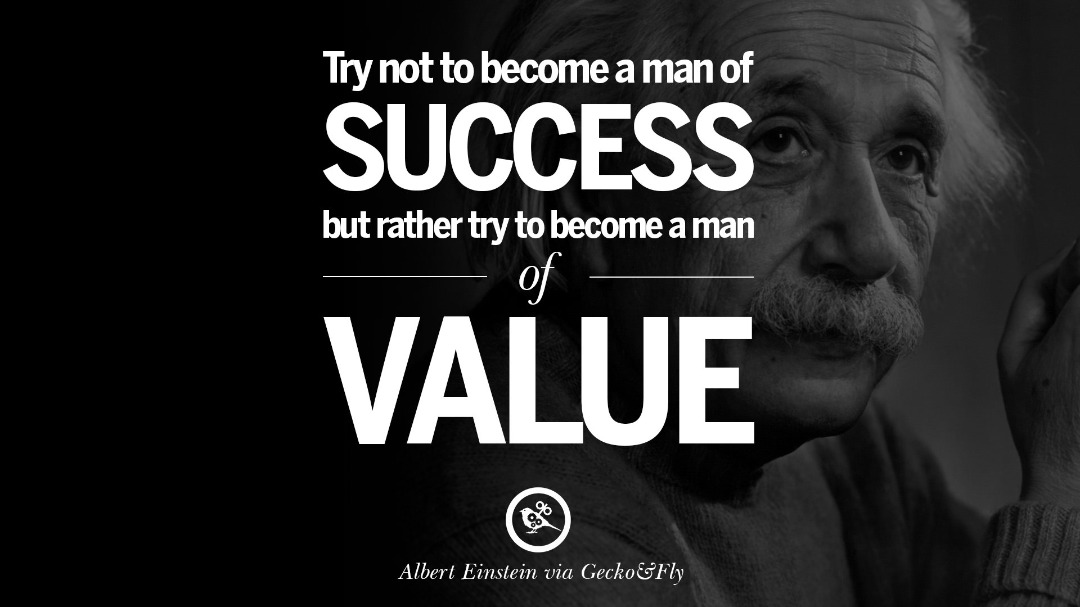 Try not to become a man of
SUCCESS
but rather try to become a man
of
VALUE
Albert Einstein via Gecko&Fly